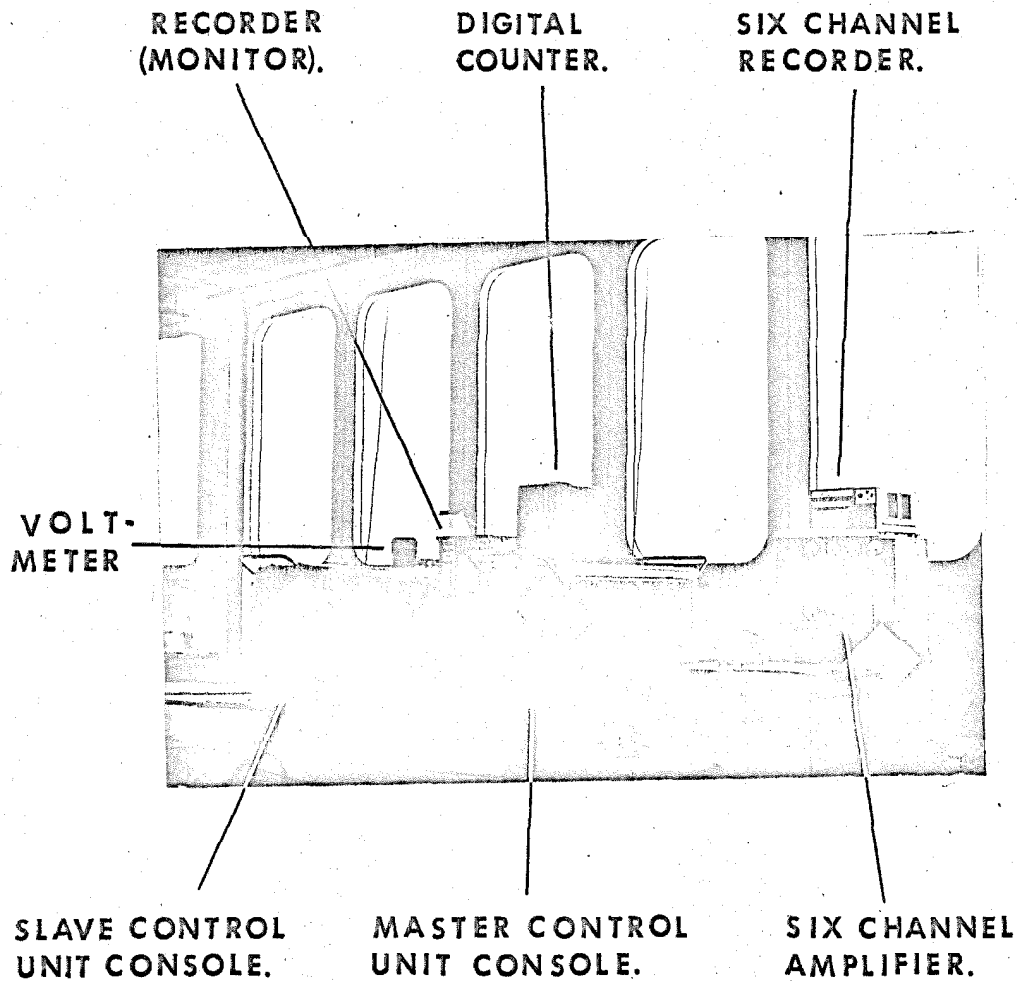 RECORDER
(MONITOR).
DIGITAL
COUNTER.
SIX CHANNEL
RECORDER.
VOLT-
METER
SLAVE CONTROL
UNIT CONSOLE.
MASTER CONTROL
UNIT CONSOLE.
SIX CHANNEL
AMPLIFIER.